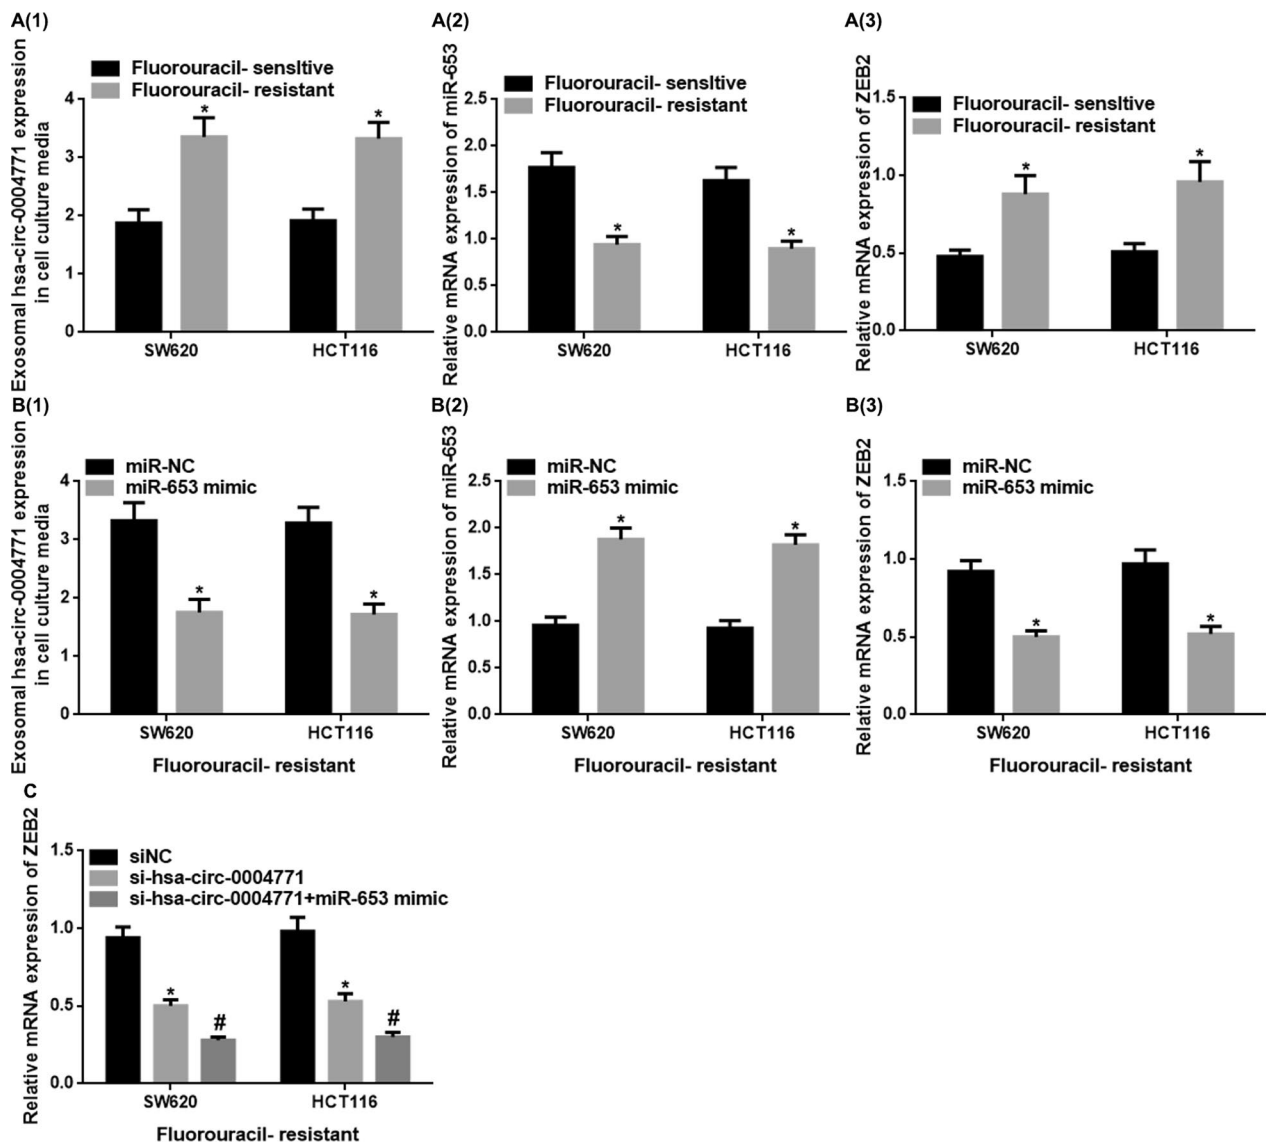 A(1)
Exosomal hsa-circ-0004771 expression
in cell culture media
Fluorouracil- sensltive
Fluorouracil- resistant
4
3
2
1
0
*
*
SW620
HCT116
A(2)
Relative mRNA expression of miR-653
Fluorouracil- sensltive
Fluorouracil- resistant
2.5
2.0
1.5
1.0
0.5
0.0
*
*
SW620
HCT116
A(3)
Relative mRNA expression of ZEB2
Fluorouracil- sensltive
Fluorouracil- resistant
1.5
1.0
0.5
0.0
*
*
SW620
HCT116
B(1)
Exosomal hsa-circ-0004771 expression
in cell culture media
miR-NC
miR-653 mimic
4
3
2
1
0
*
*
SW620
HCT116
Fluorouracil- resistant
B(2)
Relative mRNA expression of miR-653
miR-NC
miR-653 mimic
2.5
2.0
1.5
1.0
0.5
0.0
*
*
SW620
HCT116
Fluorouracil- resistant
B(3)
Relative mRNA expression of ZEB2
miR-NC
miR-653 mimic
1.5
1.0
0.5
0.0
*
*
SW620
HCT116
Fluorouracil- resistant
C
Relative mRNA expression of ZEB2
siNC
si-hsa-circ-0004771
si-hsa-circ-0004771+miR-653 mimic
1.5
1.0
0.5
0.0
*
#
*
#
SW620
HCT116
Fluorouracil- resistant